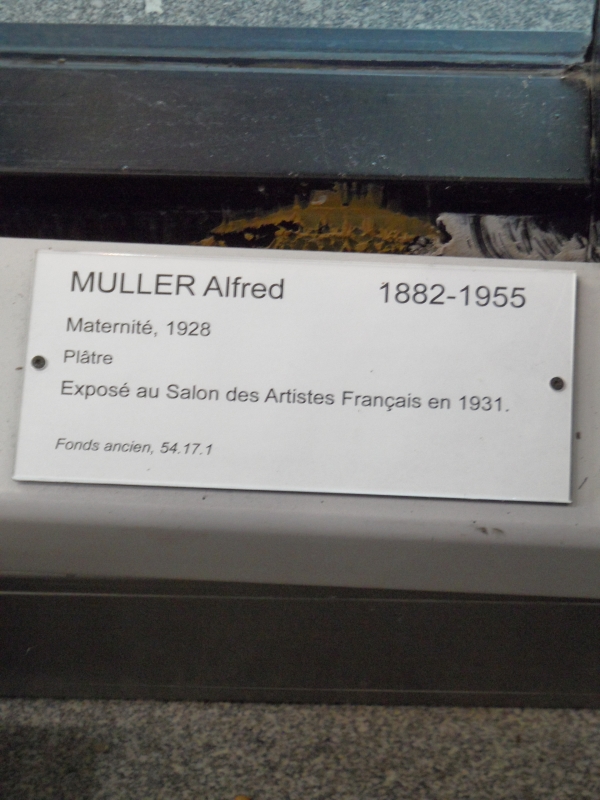 MULLER Alfred 1882-1955
Maternité, 1928
Plâtre
Exposé au Salon des Artistes Français en 1931.
Fonds ancien, 54.17.1